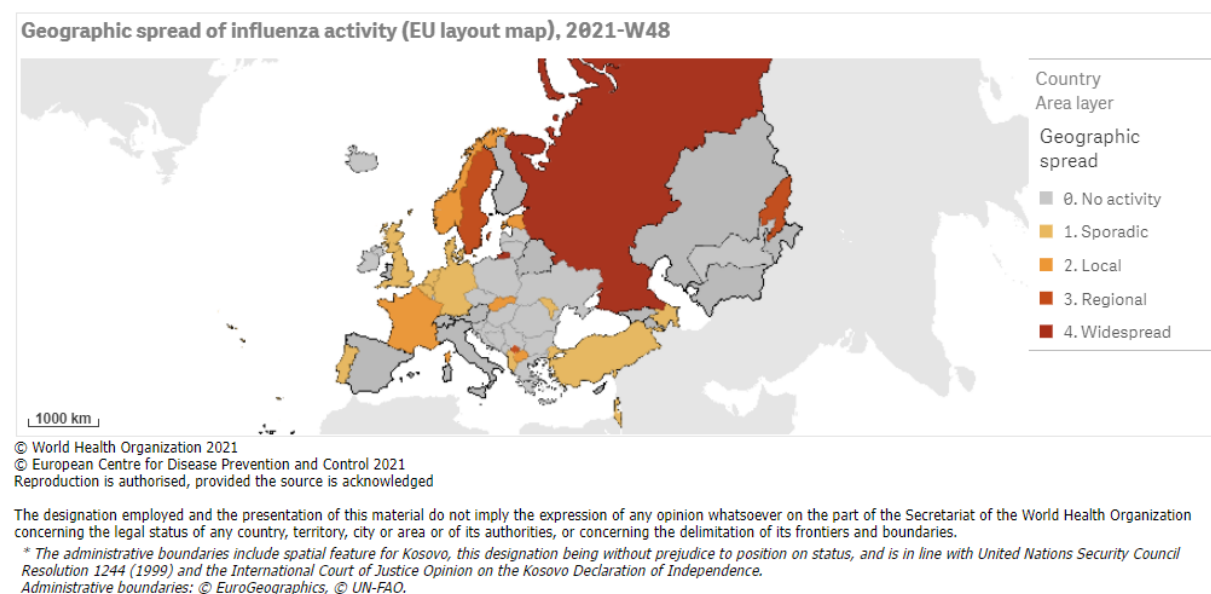 Geographic spread of influenza activity (EU layout map), 2021-W48
Country
Area layer
Geographic
spread
0. No activity
1. Sporadic
2. Local
3. Regional
4. Widespread
1000 km
© World Health Organization 2021
© European Centre for Disease Prevention and Control 2021
Reproduction is authorised, provided the source is acknowledged
The designation employed and the presentation of this material do not imply the expression of any opinion whatsoever on the part of the Secretariat of the World Health Organization
concerning the legal status of any country, territory, city or area or of its authorities, or concerning the delimitation of its frontiers and boundaries.
* The administrative boundaries include spatial feature for Kosovo, this designation being without prejudice to position on status, and is in line with United Nations Security Council
Resolution 1244 (1999) and the International Court of Justice Opinion on the Kosovo Declaration of Independence.
Administrative boundaries: © EuroGeographics, © UN-FAO.